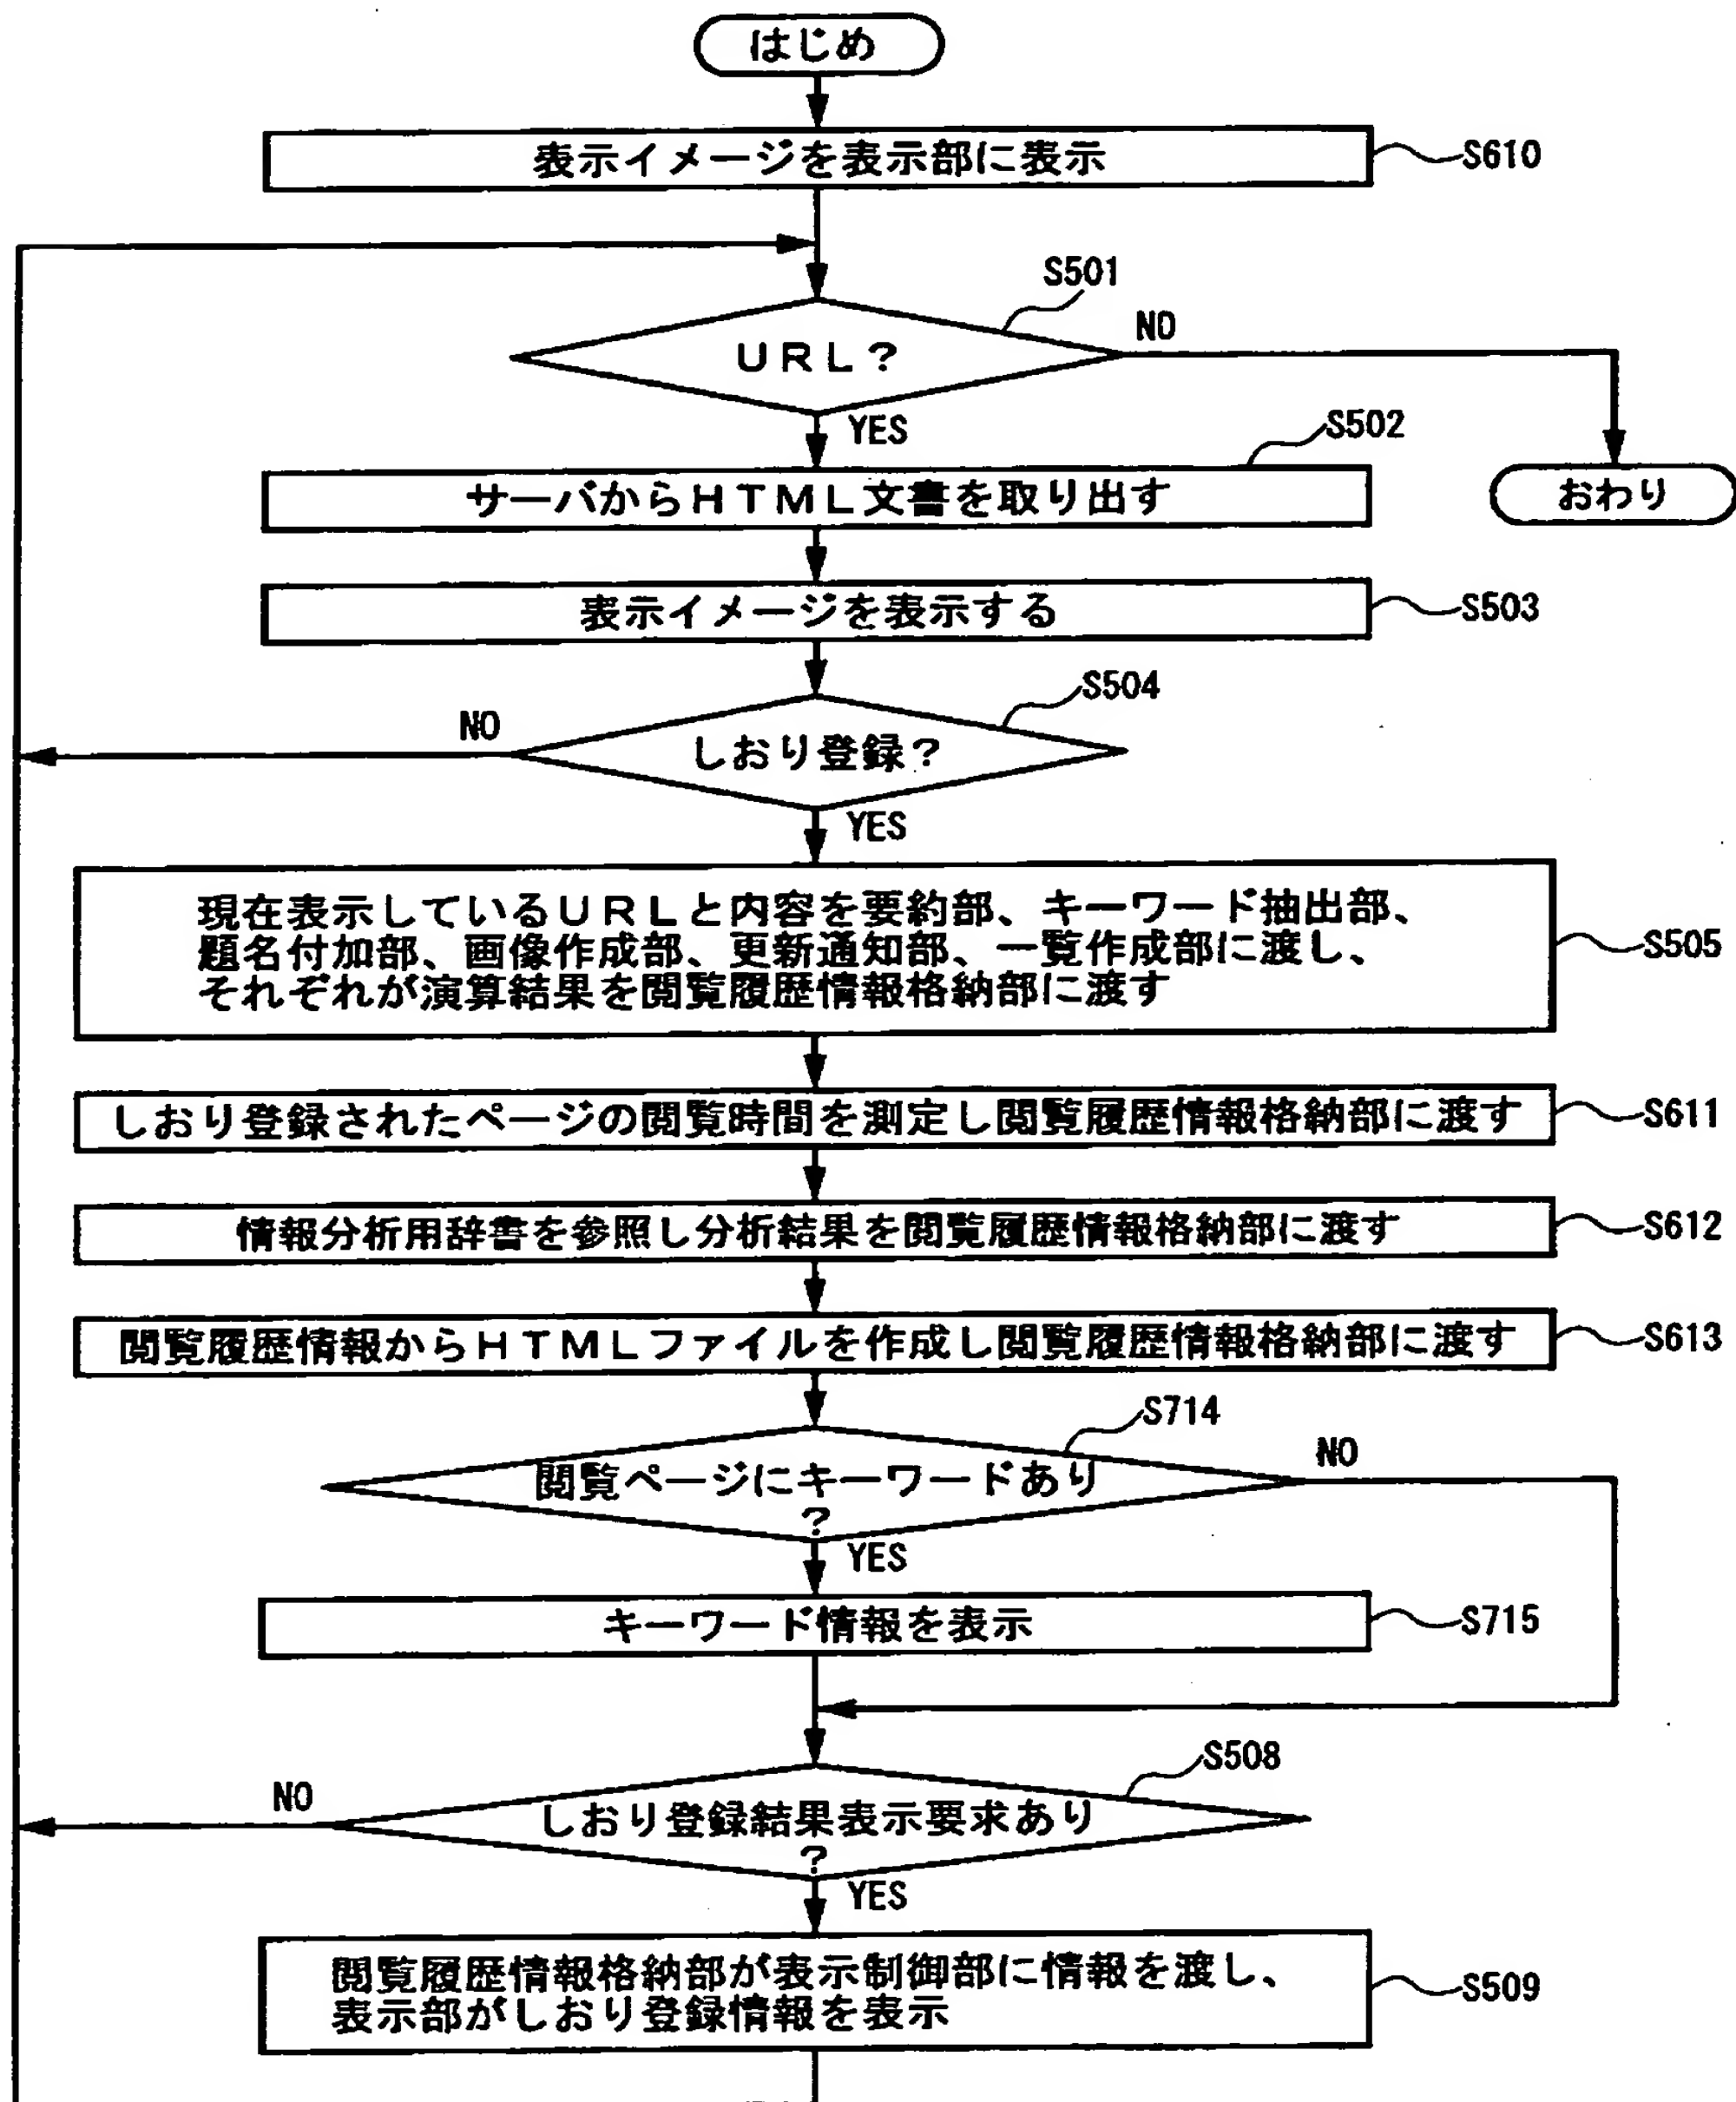 はじめ
表示イメージを表示部に表示
S610
S501
URL?
NO
YES
S502
サーバからHTML文書を取り出す
おわり
表示イメージを表示する
S503
S504
NO
しおり登録?
YES
現在表示しているURLと内容を要約部、キーワード抽出部、
題名付加部、画像作成部、更新通知部、一覧作成部に渡し、
それぞれが演算結果を閲覧履歴情報格納部に渡す
S505
しおり登録されたページの閲覧時間を測定し閲覧履歴情報格納部に渡す
S611
情報分析用辞書を参照し分析結果を閲覧履歴情報格納部に渡す
S612
閲覧履歴情報からHTMLファイルを作成し閲覧履歴情報格納部に渡す
S613
S714
閲覧ページにキーワードあり
?
NO
YES
キーワード情報を表示
S715
S508
NO
しおり登録結果表示要求あり
?
YES
閲覧履歴情報格納部が表示制御部に情報を渡し、
表示部がしおり登録情報を表示
S509